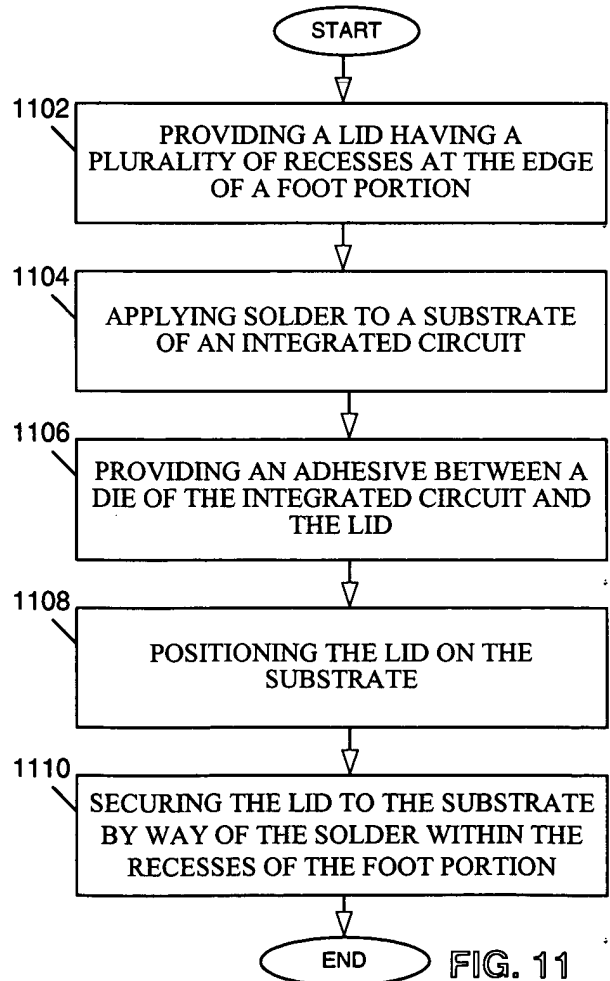 START
1102
PROVIDING A LID HAVING A
PLURALITY OF RECESSES AT THE EDGE
OF A FOOT PORTION
1104
APPLYING SOLDER TO A SUBSTRATE
OF AN INTEGRATED CIRCUIT
1106
PROVIDING AN ADHESIVE BETWEEN A
DIE OF THE INTEGRATED CIRCUIT AND
THE LID
1108
POSITIONING THE LID ON THE
SUBSTRATE
1110
SECURING THE LID TO THE SUBSTRATE
BY WAY OF THE SOLDER WITHIN THE
RECESSES OF THE FOOT PORTION
END
FIG. 11